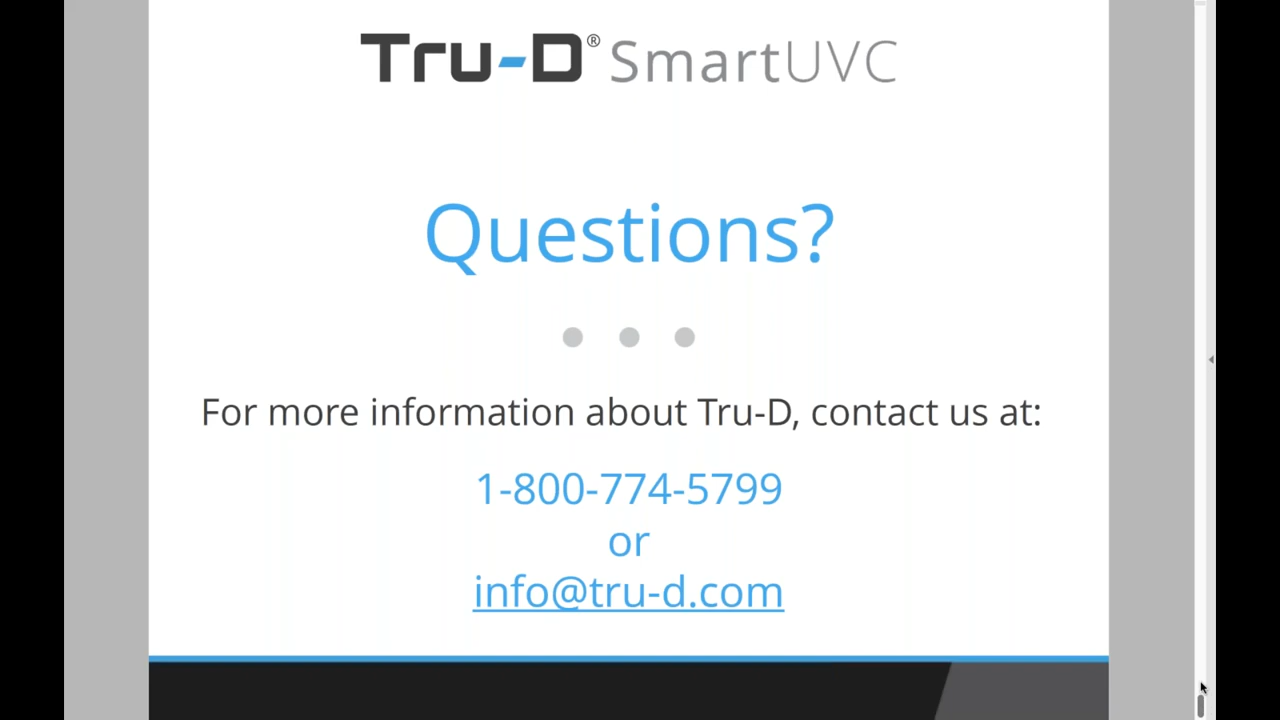 Tru-D® SmartUVC
Questions?
For more information about Tru-D, contact us at:
1-800-774-5799
or
info@tru-d.com